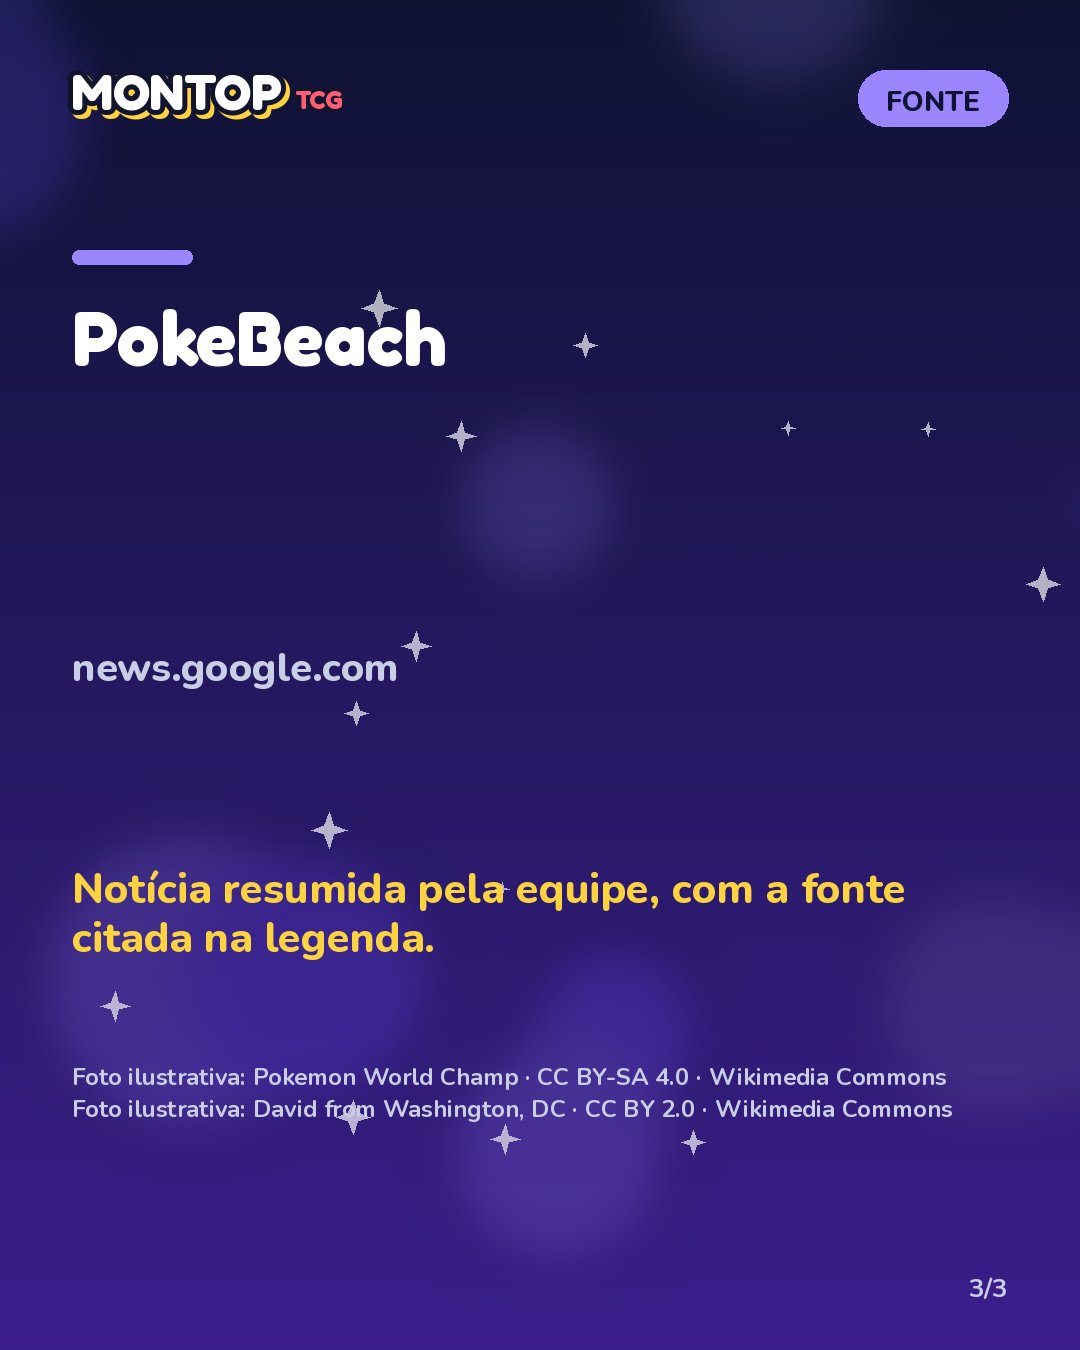 MONTOP TCG
FONTE
PokeBeach
news.google.com
Notícia resumida pela equipe, com a fonte
citada na legenda.
Foto ilustrativa: Pokemon World Champ · CC BY-SA 4.0 · Wikimedia Commons
Foto ilustrativa: David from Washington, DC · CC BY 2.0 · Wikimedia Commons
3/3